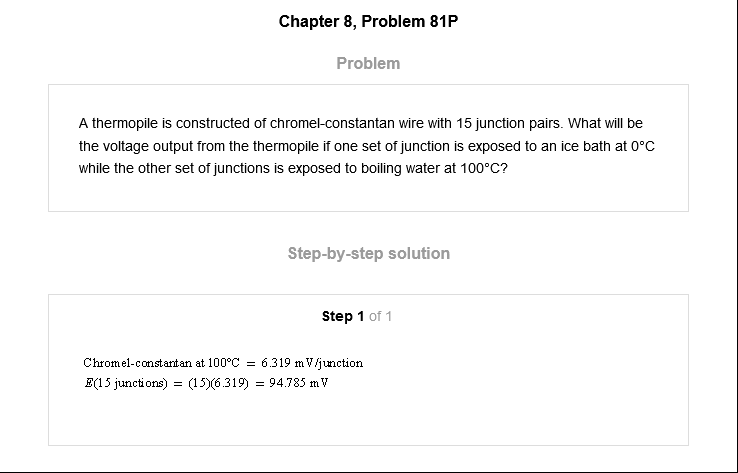 Chapter 8, Problem 81P
Problem
A thermopile is constructed of chromel-constantan wire with 15 junction pairs. What will be
the voltage output from the thermopile if one set of junction is exposed to an ice bath at 0°C
while the other set of junctions is exposed to boiling water at 100°C?
Step-by-step solution
Step 1 of 1
Chromel-constantan at 100°C = 6.319 mV/junction
E(15 junctions) = (15)(6.319) = 94.785 mV